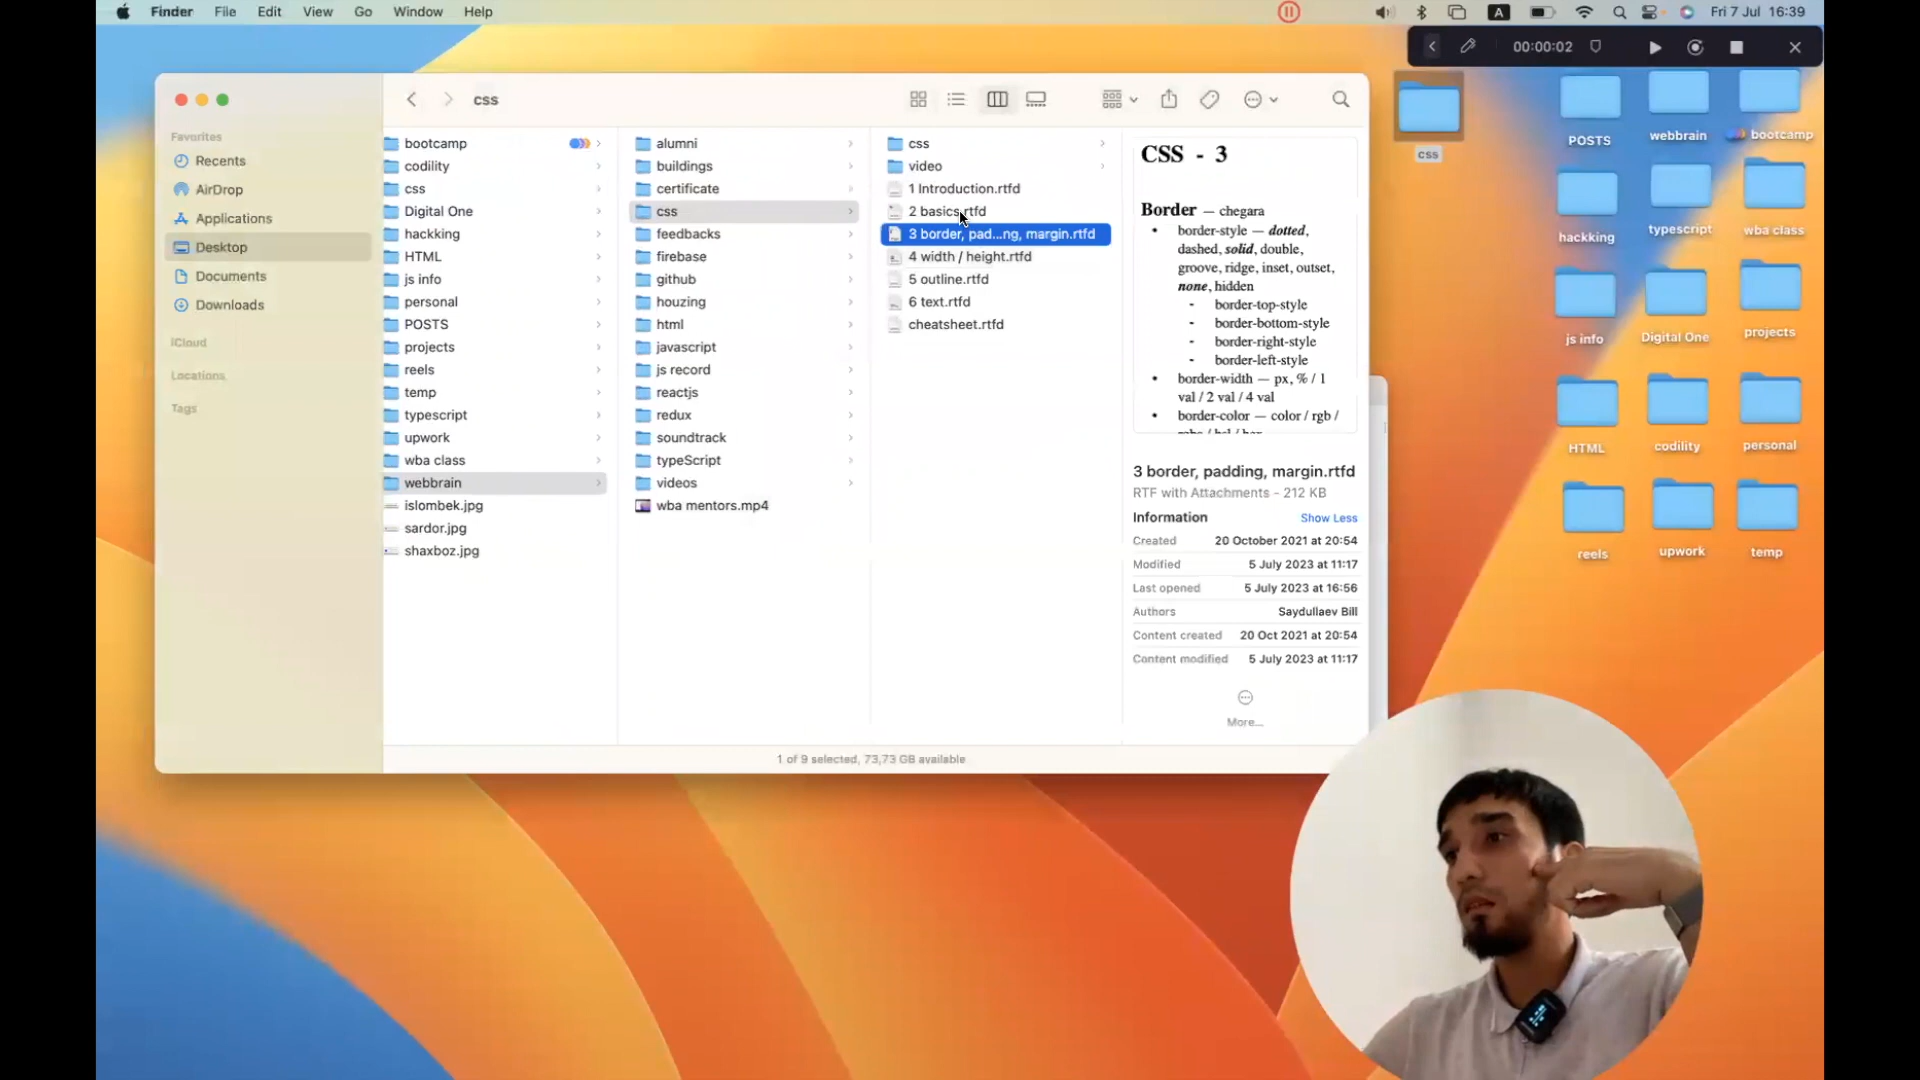 Finder File Edit View Go Window Help
A Fri 7 Jul 16:39
00:00:02
css
Favorites
Recents
AirDrop
Applications
Desktop
Documents
Downloads
iCloud
Locations
Tags
bootcamp
codility
css
Digital One
hackking
HTML
js info
personal
POSTS
projects
reels
temp
typescript
upwork
wba class
webbrain
islombek.jpg
sardor.jpg
shaxboz.jpg
alumni
buildings
certificate
css
feedbacks
firebase
github
houzing
html
javascript
js record
reactjs
redux
soundtrack
typeScript
videos
wba mentors.mp4
css
video
1 Introduction.rtfd
2 basics.rtfd
3 border, pad...ng, margin.rtfd
4 width / height.rtfd
5 outline.rtfd
6 text.rtfd
cheatsheet.rtfd
CSS - 3
Border — chegara
• border-style — dotted,
dashed, solid, double,
groove, ridge, inset, outset,
none, hidden
- border-top-style
- border-bottom-style
- border-right-style
- border-left-style
• border-width — px, % / 1
val / 2 val / 4 val
• border-color — color / rgb /
3 border, padding, margin.rtfd
RTF with Attachments - 212 KB
Information Show Less
Created 20 October 2021 at 20:54
Modified 5 July 2023 at 11:17
Last opened 5 July 2023 at 16:56
Authors Saydullaev Bill
Content created 20 Oct 2021 at 20:54
Content modified 5 July 2023 at 11:17
More...
1 of 9 selected, 73,73 GB available
css
POSTS
webbrain
bootcamp
hackking
typescript
wba class
js info
Digital One
projects
HTML
codility
personal
reels
upwork
temp